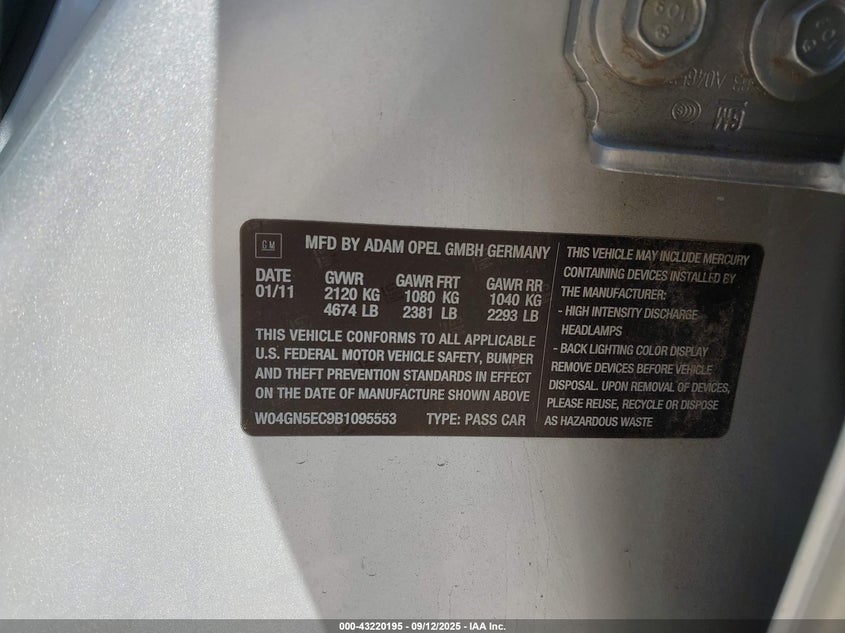 GM
MFD BY ADAM OPEL GMBH GERMANY
DATE GVWR GAWR FRT GAWR RR
01/11 2120 KG 1080 KG 1040 KG
4674 LB 2381 LB 2293 LB
THIS VEHICLE CONFORMS TO ALL APPLICABLE
U.S. FEDERAL MOTOR VEHICLE SAFETY, BUMPER
AND THEFT PREVENTION STANDARDS IN EFFECT
ON THE DATE OF MANUFACTURE SHOWN ABOVE
W04GN5EC9B1095553 TYPE: PASS CAR
THIS VEHICLE MAY INCLUDE MERCURY
CONTAINING DEVICES INSTALLED BY
THE MANUFACTURER:
- HIGH INTENSITY DISCHARGE
HEADLAMPS
- BACK LIGHTING COLOR DISPLAY
REMOVE DEVICES BEFORE VEHICLE
DISPOSAL. UPON REMOVAL OF DEVICES,
PLEASE REUSE, RECYCLE OR DISPOSE
AS HAZARDOUS WASTE
000-43220195 - 09/12/2025 - IAA Inc.